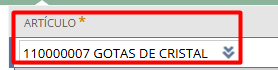 ARTÍCULO *
110000007 GOTAS DE CRISTAL